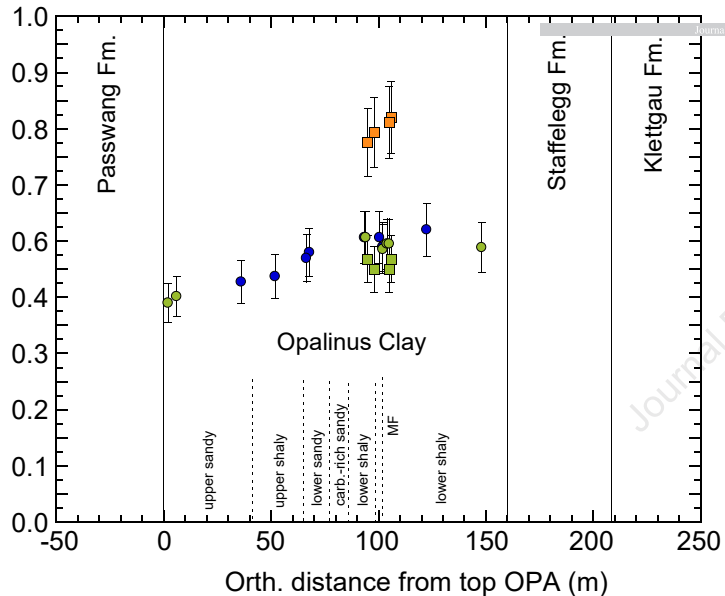 1.0
0.9
0.8
0.7
0.6
0.5
0.4
0.3
0.2
0.1
0.0
Passwang Fm.
Staffelegg Fm.
Klettgau Fm.
Journal
Journal
Opalinus Clay
upper sandy
upper shaly
lower sandy
carb.-rich sandy
lower shaly
MF
lower shaly
-50
0
50
100
150
200
250
Orth. distance from top OPA (m)